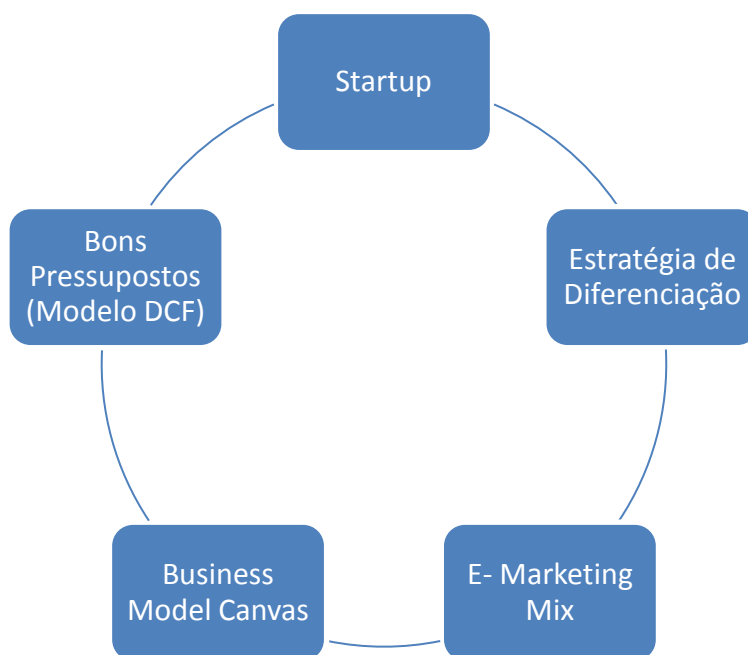 Startup
Estratégia de
Diferenciação
E- Marketing
Mix
Business
Model Canvas
Bons
Pressupostos
(Modelo DCF)